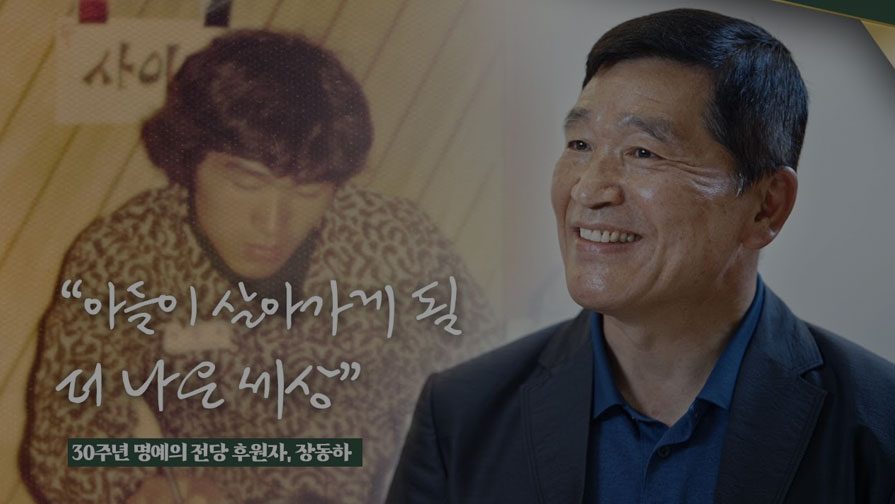 사이
“아들이 살아가게 될
더 나은 세상”
30주년 명예의 전당 후원자, 장동하